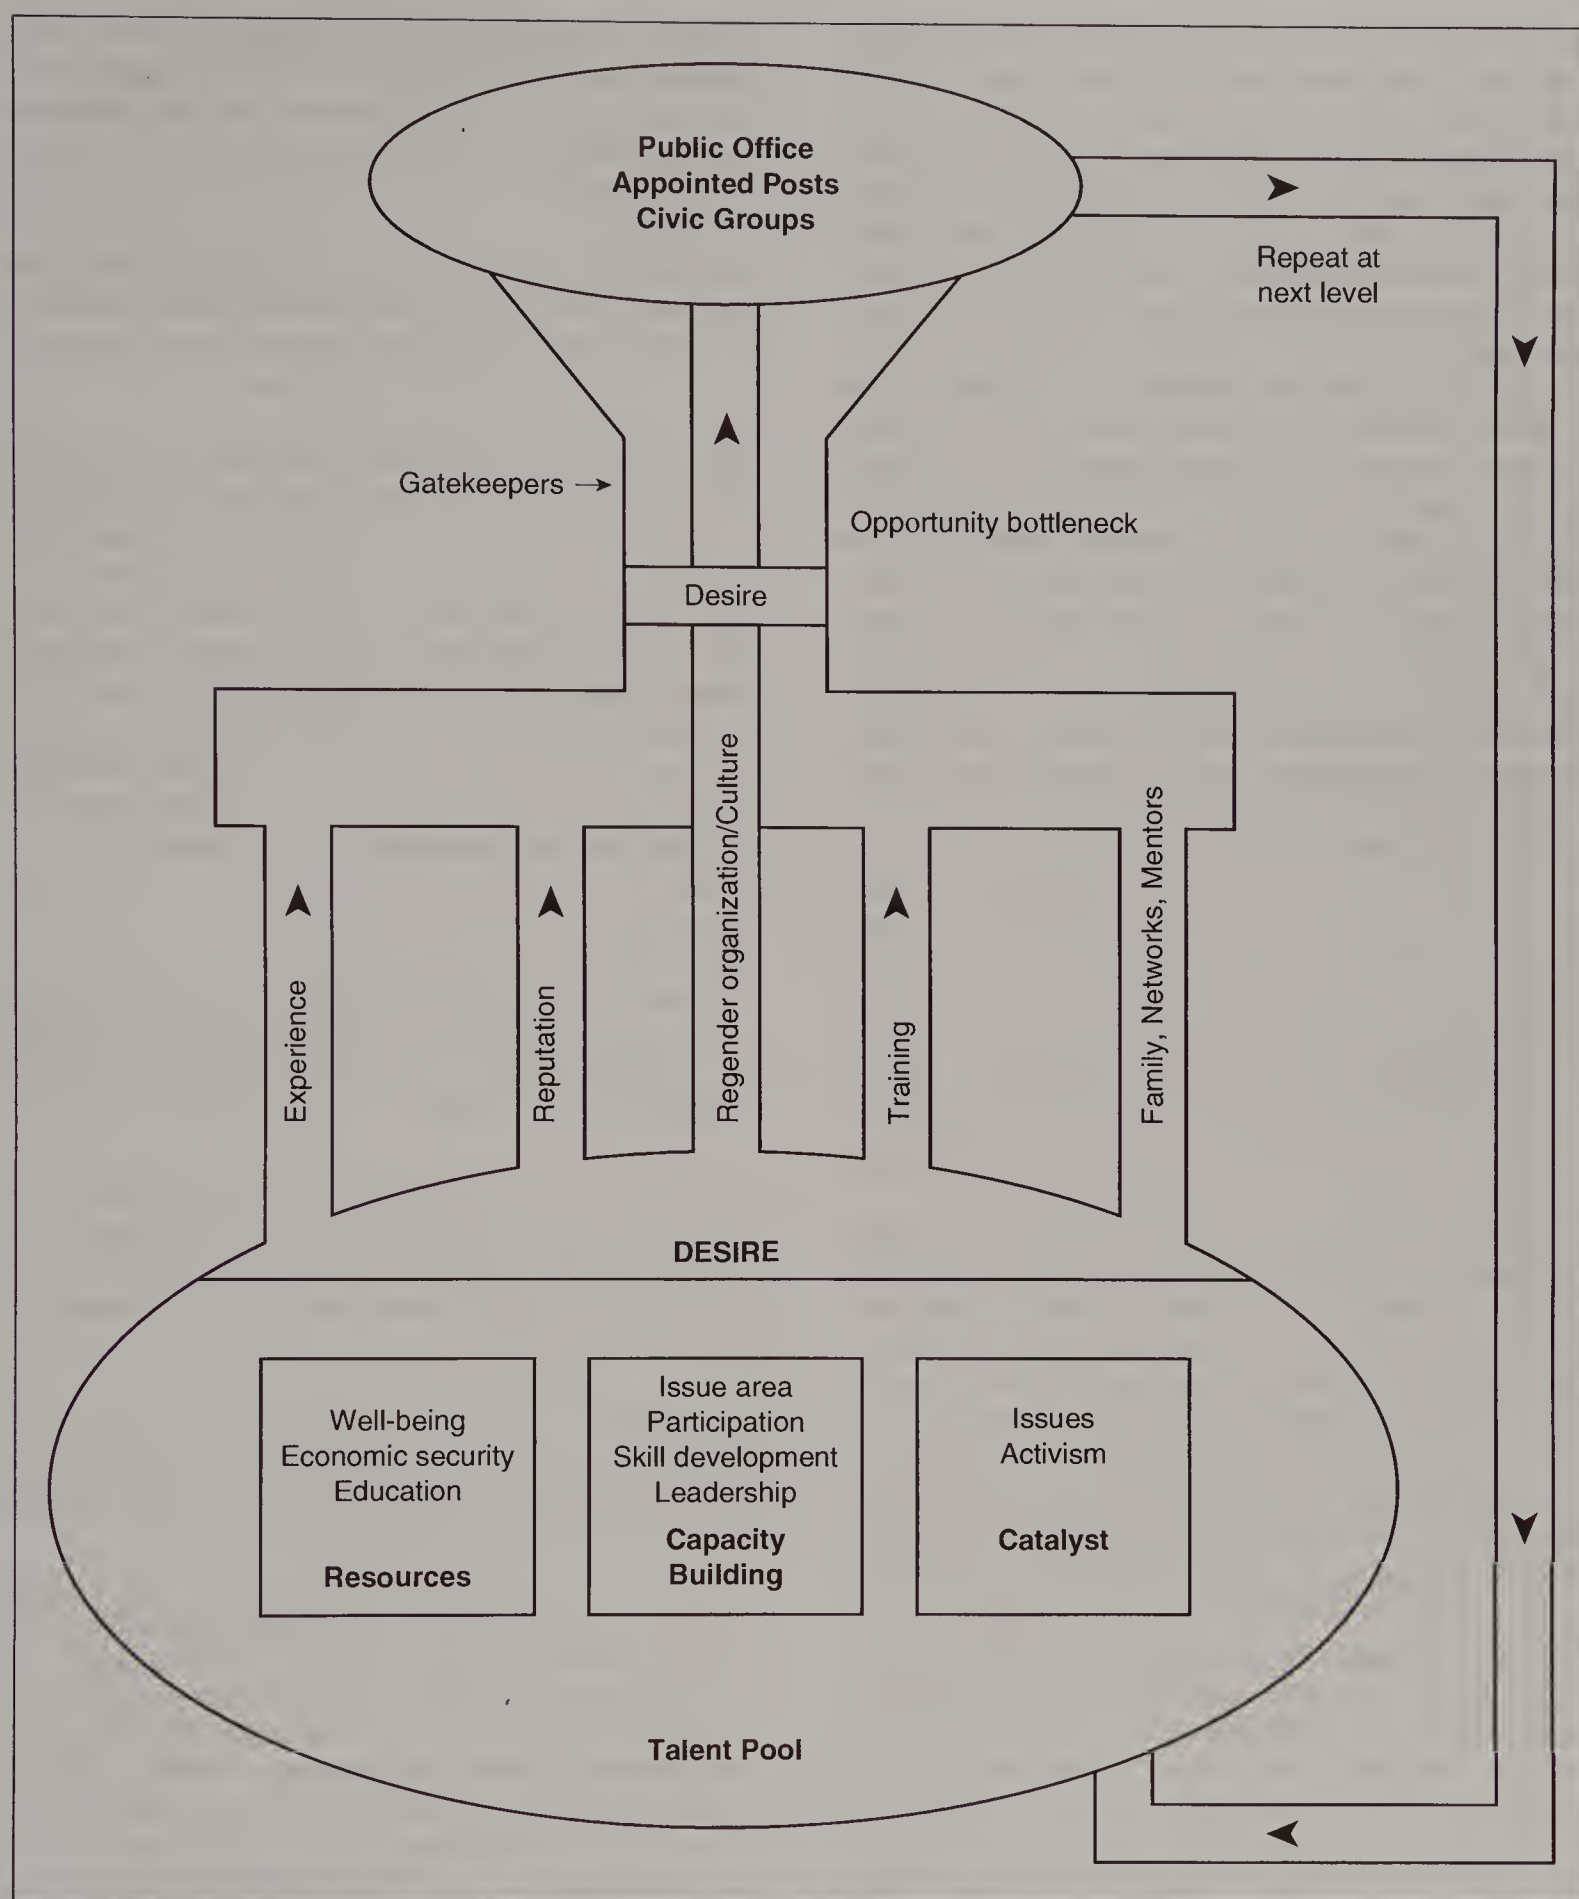 Public Office
Appointed Posts
Civic Groups
Repeat at
next level
Gatekeepers
Opportunity bottleneck
Desire
Experience
Reputation
Regender organization/Culture
Training
Family, Networks, Mentors
DESIRE
Well-being
Economic security
Education
Resources
Issue area
Participation
Skill development
Leadership
Capacity
Building
Issues
Activism
Catalyst
Talent Pool